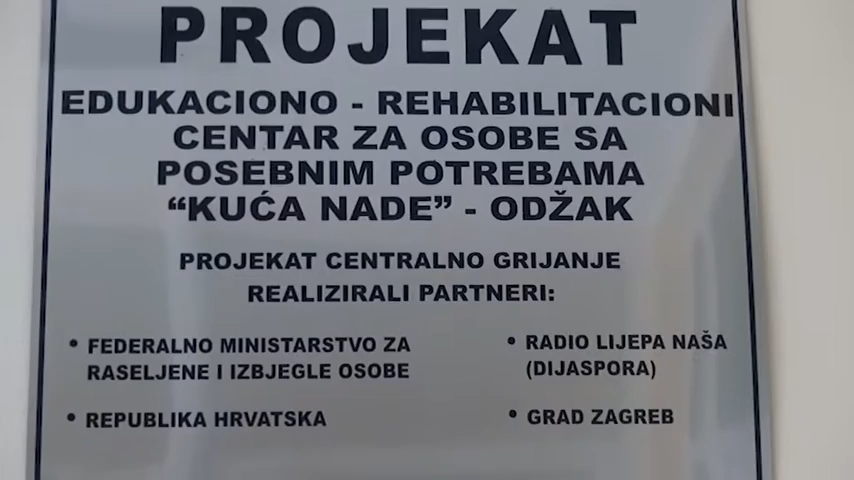 PROJEKAT
EDUKACIONO - REHABILITACIONI
CENTAR ZA OSOBE SA
POSEBNIM POTREBAMA
“KUĆA NADE” - ODŽAK
PROJEKAT CENTRALNO GRIJANJE
REALIZIRALI PARTNERI:
• FEDERALNO MINISTARSTVO ZA
RASELJENE I IZBJEGLE OSOBE
• REPUBLIKA HRVATSKA
• RADIO LIJEPA NAŠA
(DIJASPORA)
• GRAD ZAGREB